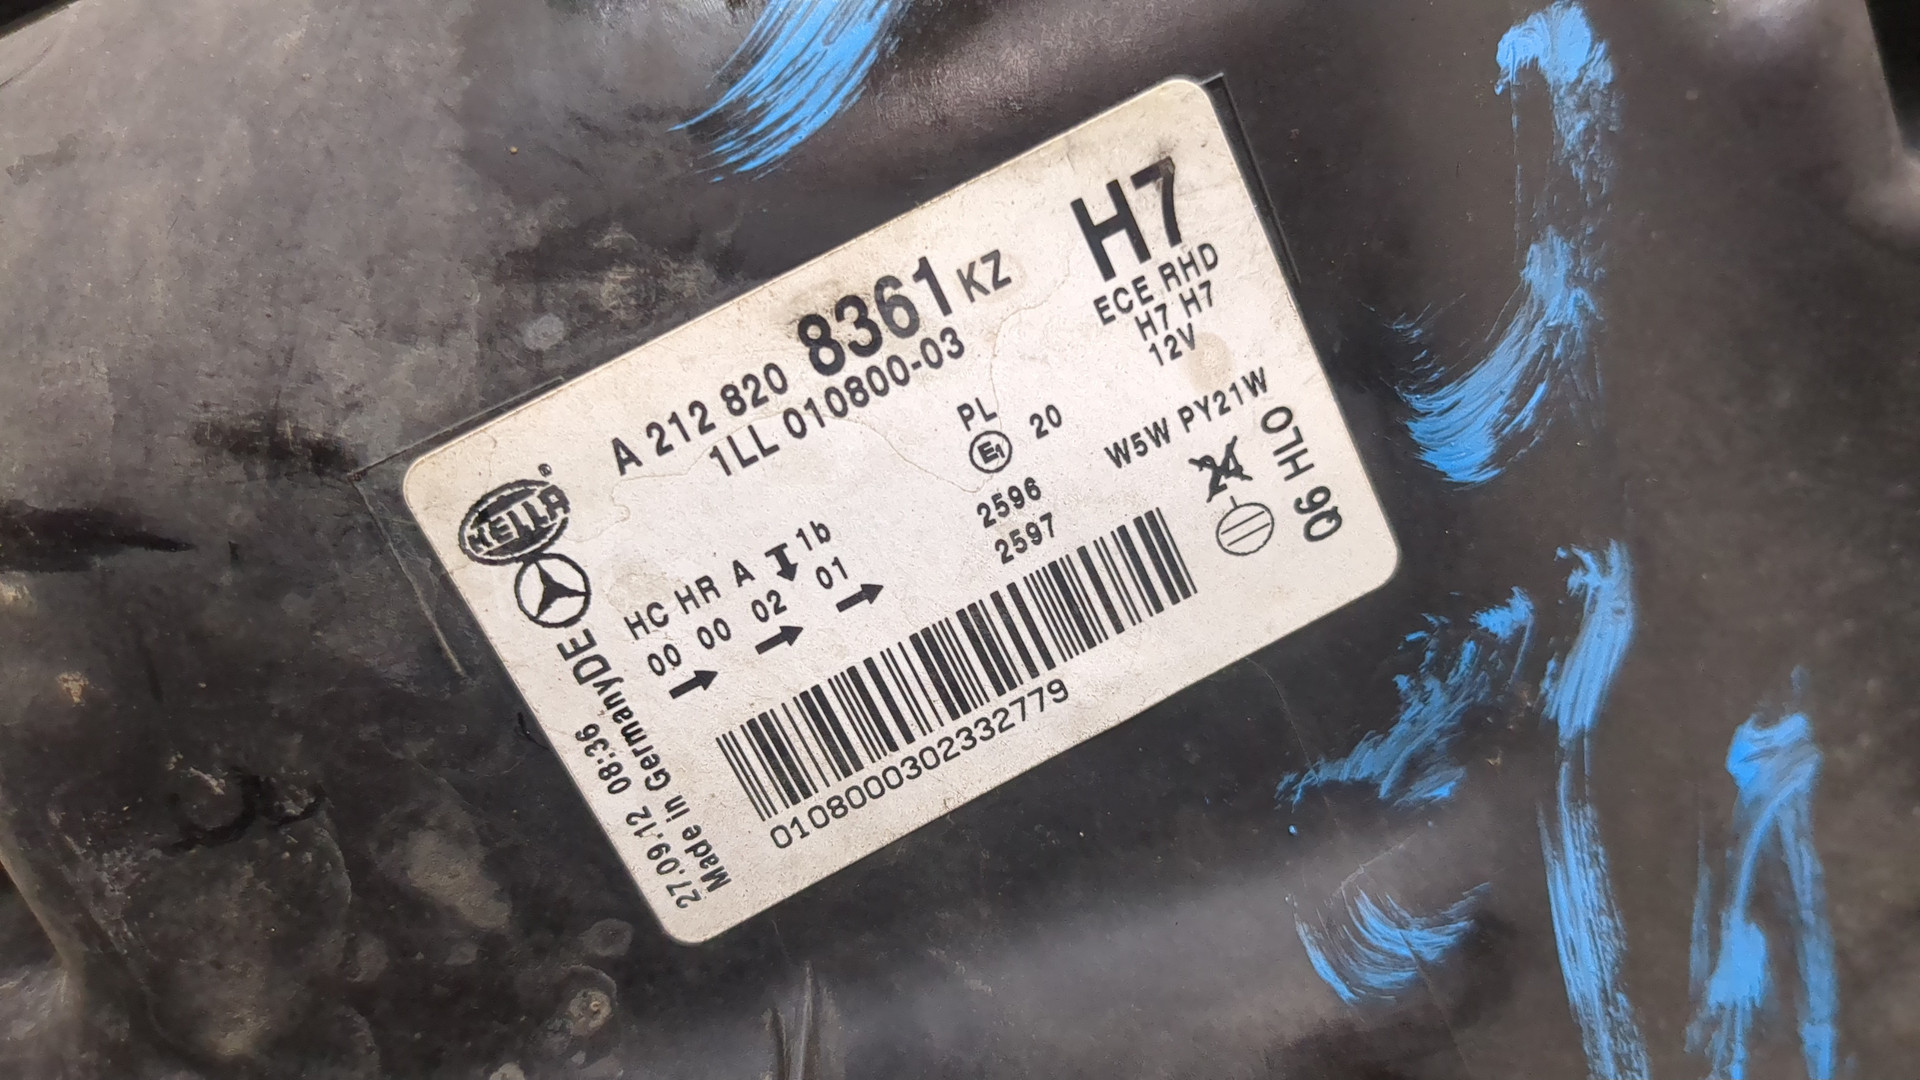 A 212 820 8361 KZ
1LL 010800-03
H7
ECE RHD
H7 H7
12V
HELLA®
PL
E1 20
2596
2597
W5W PY21W
24
Q6 HLO
HC HR A 1b
00 00 02 01
DE
27.09.12 08:36
Made in Germany
0108000302332779